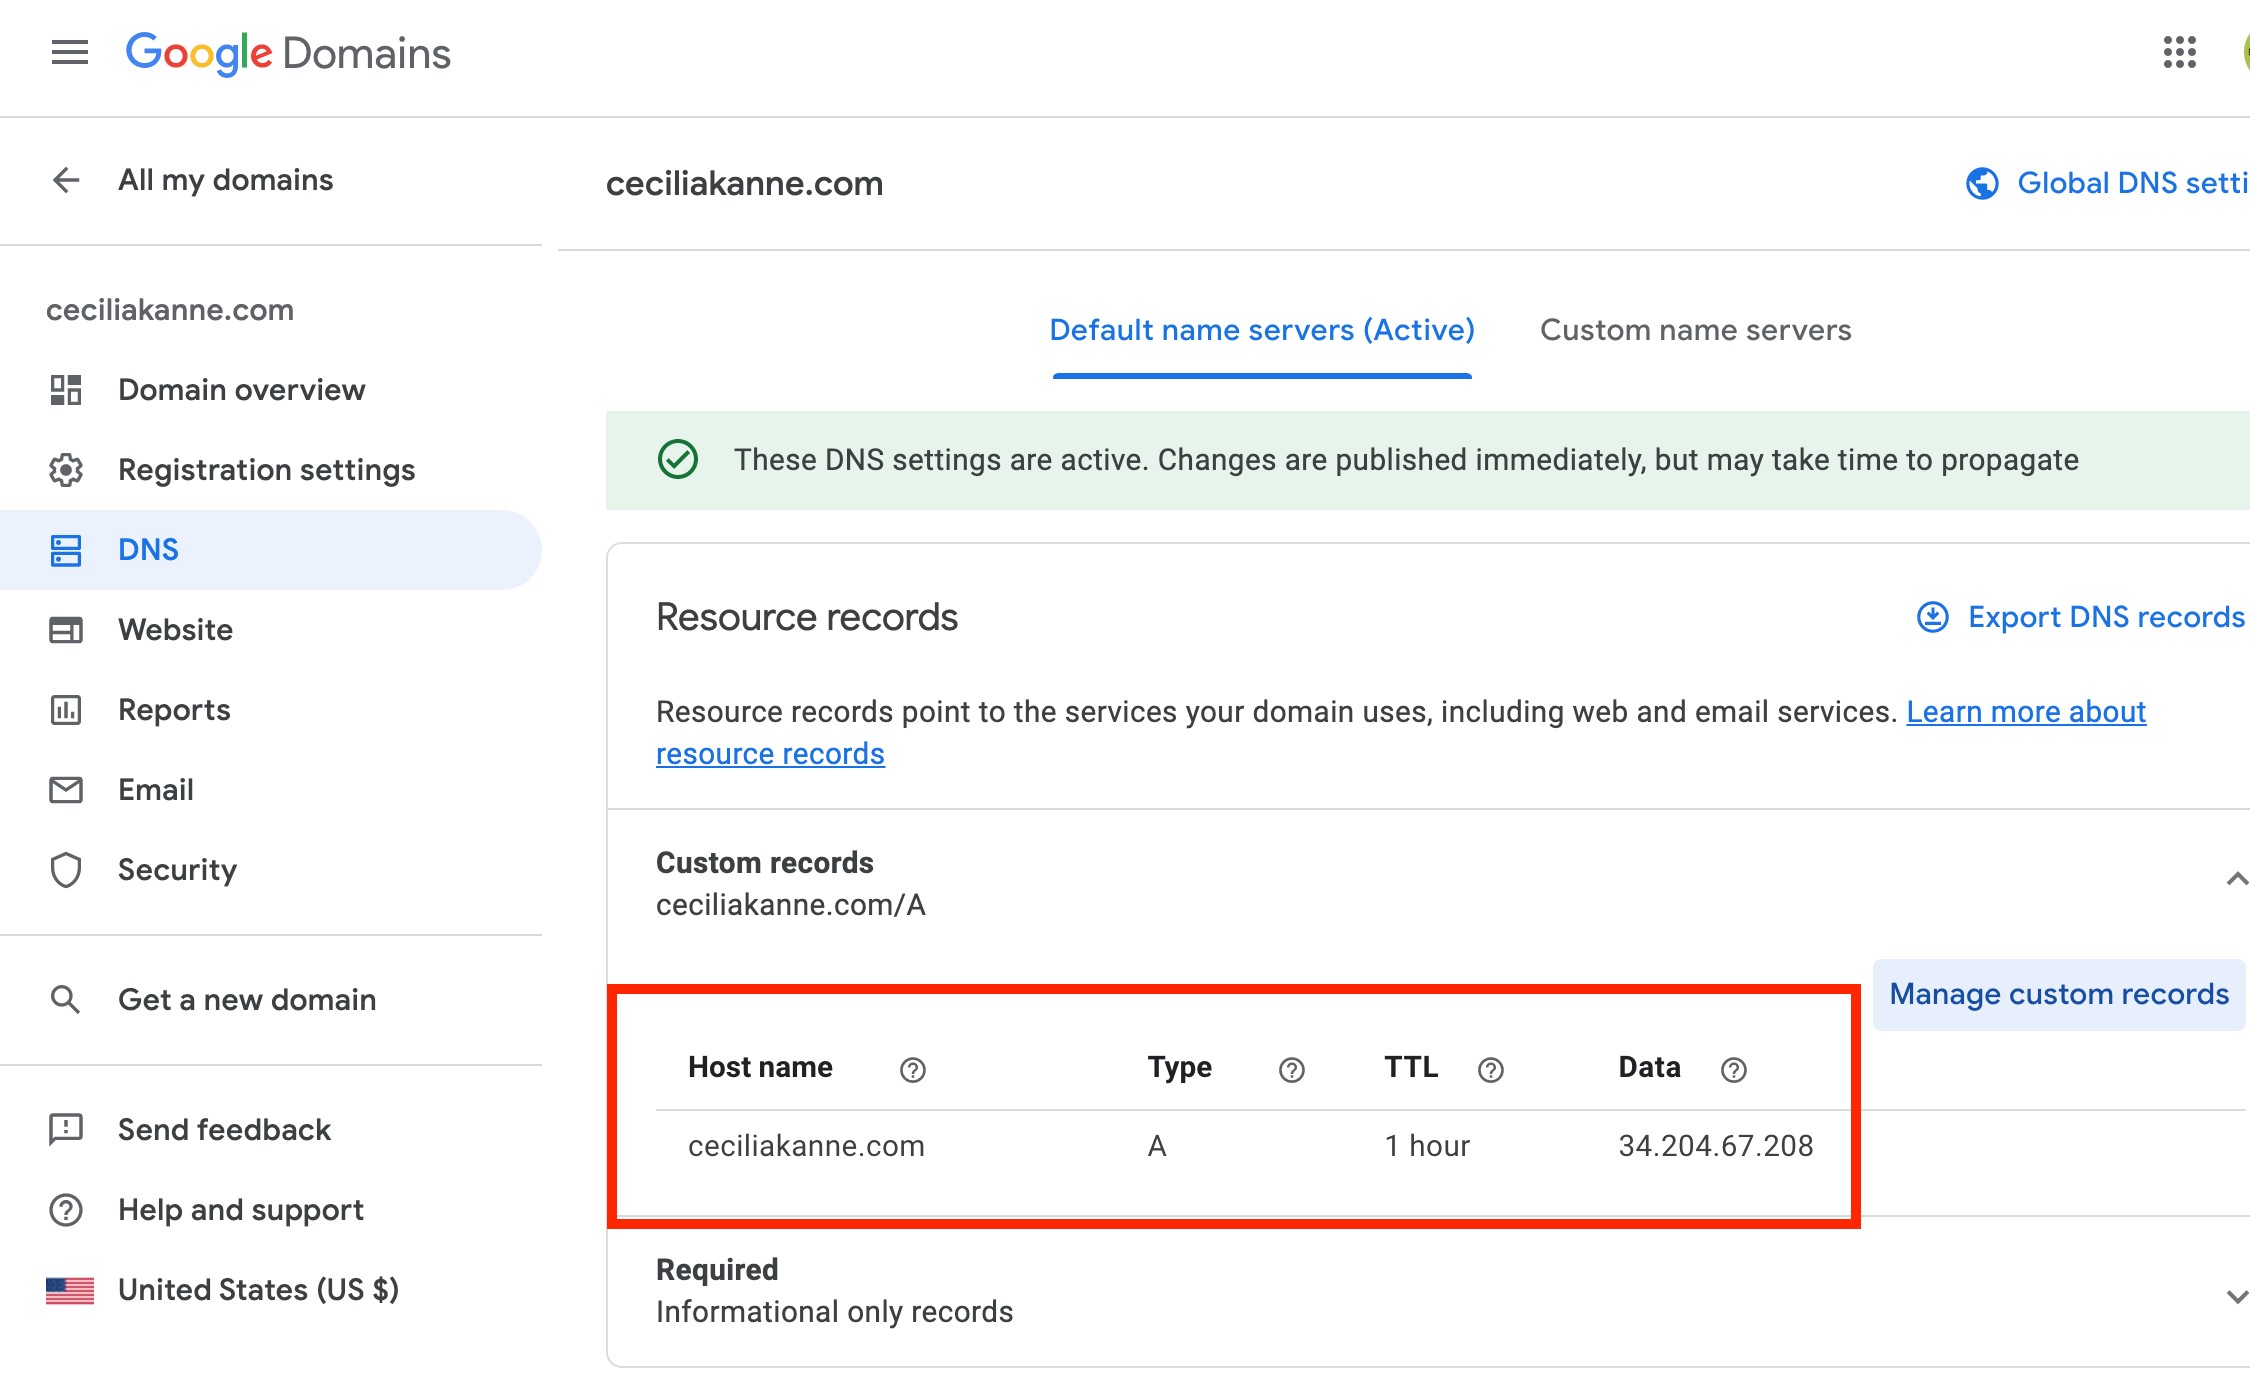 Google Domains
All my domains
ceciliakanne.com
Global DNS setti
ceciliakanne.com
Domain overview
Registration settings
DNS
Website
Reports
Email
Security
Get a new domain
Send feedback
Help and support
United States (US $)
Default name servers (Active)
Custom name servers
These DNS settings are active. Changes are published immediately, but may take time to propagate
Resource records
Export DNS records
Resource records point to the services your domain uses, including web and email services. Learn more about
resource records
Custom records
ceciliakanne.com/A
Manage custom records
Host name Type TTL Data
ceciliakanne.com A 1 hour 34.204.67.208
Required
Informational only records